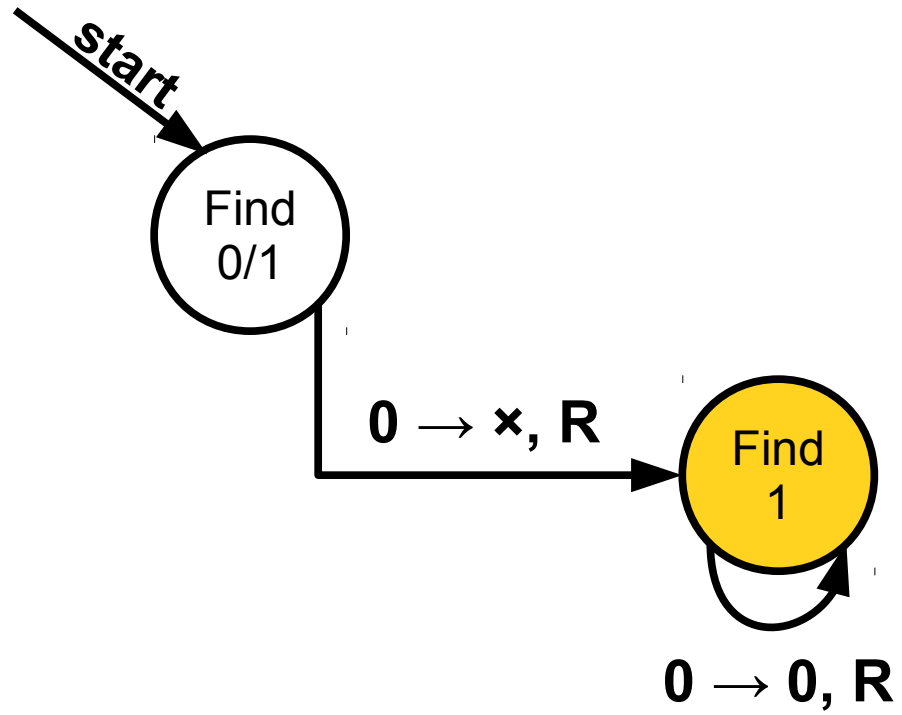 start
Find
0/1
0 → ×, R
Find
1
0 → 0, R